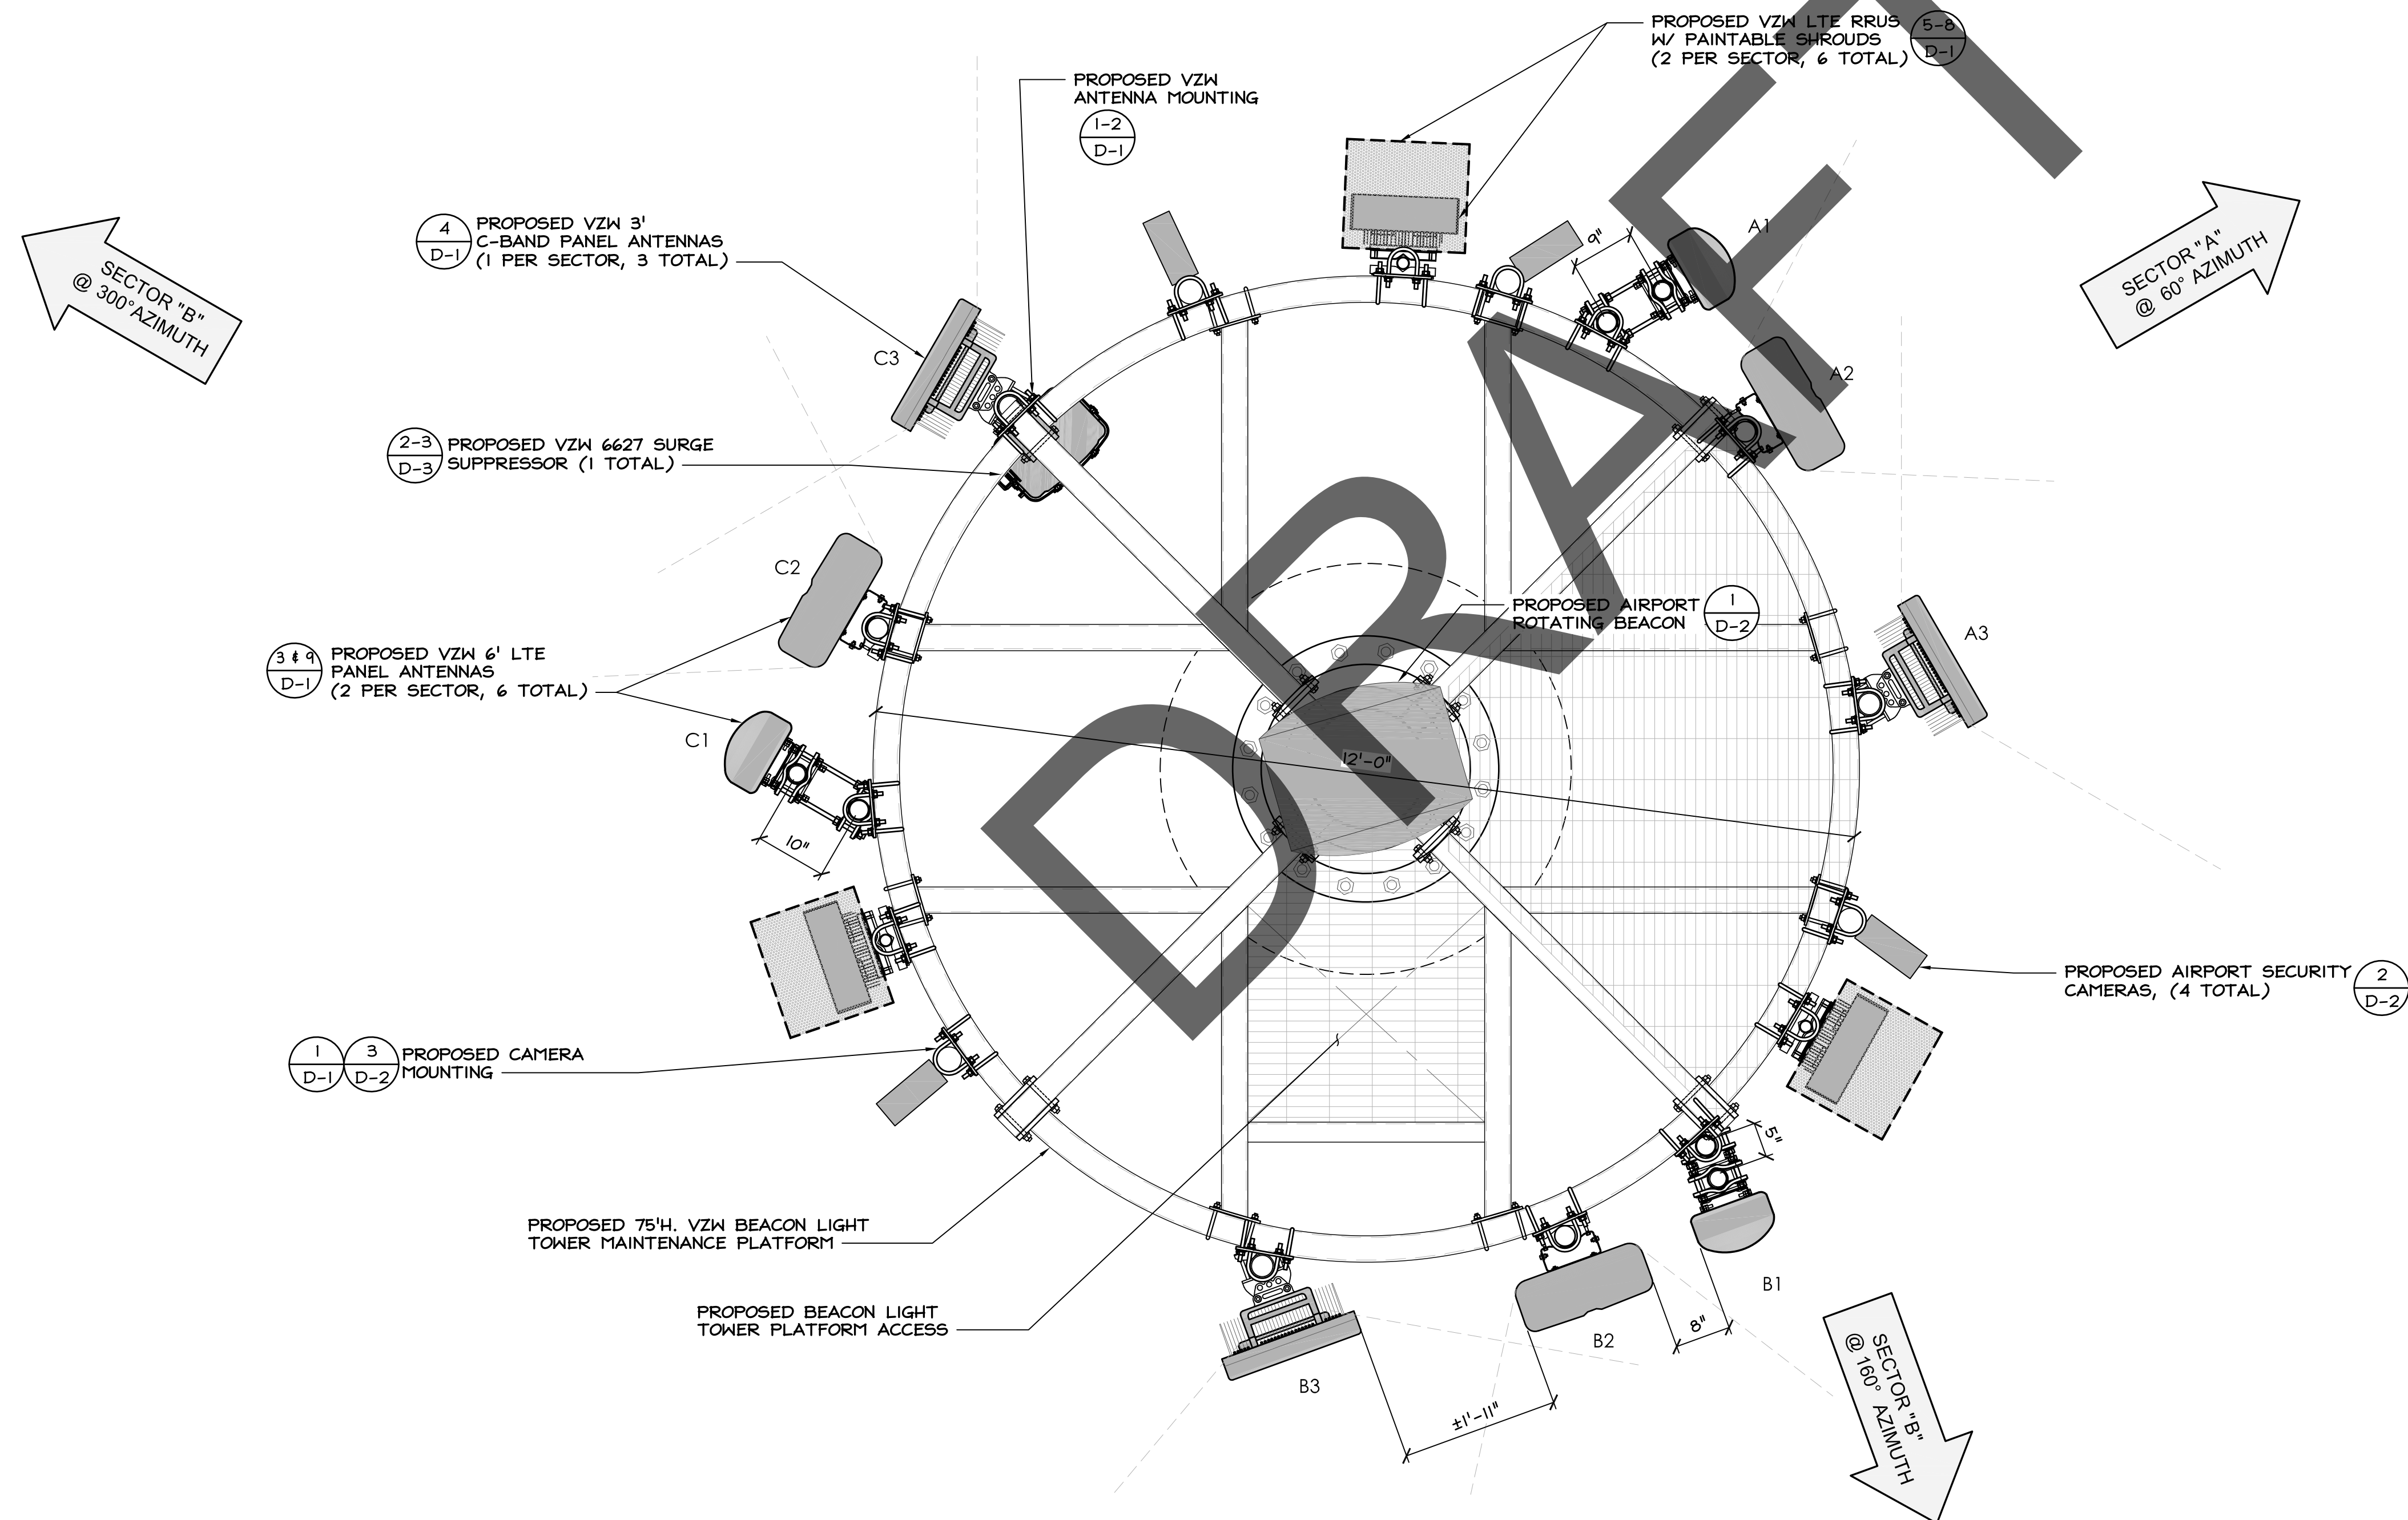 PROPOSED VZW LTE RRUS
W/ PAINTABLE SHROUDS
(2 PER SECTOR, 6 TOTAL)
5-8
D-1
PROPOSED VZW
ANTENNA MOUNTING
1-2
D-1
4
D-1
PROPOSED VZW 3'
C-BAND PANEL ANTENNAS
(1 PER SECTOR, 3 TOTAL)
SECTOR "B"
@ 300°AZIMUTH
SECTOR "A"
@ 60° AZIMUTH
A1
9"
A2
C3
2-3
D-3
PROPOSED VZW 6627 SURGE
SUPPRESSOR (1 TOTAL)
C2
PROPOSED AIRPORT
ROTATING BEACON
1
D-2
A3
3 & 9
D-1
PROPOSED VZW 6' LTE
PANEL ANTENNAS
(2 PER SECTOR, 6 TOTAL)
C1
12'-0"
10"
DRAFT
PROPOSED AIRPORT SECURITY
CAMERAS, (4 TOTAL)
2
D-2
1
D-1
3
D-2
PROPOSED CAMERA
MOUNTING
5"
PROPOSED 75'H. VZW BEACON LIGHT
TOWER MAINTENANCE PLATFORM
B1
PROPOSED BEACON LIGHT
TOWER PLATFORM ACCESS
8"
B2
B3
±1'-11"
SECTOR "B"
@ 160° AZIMUTH